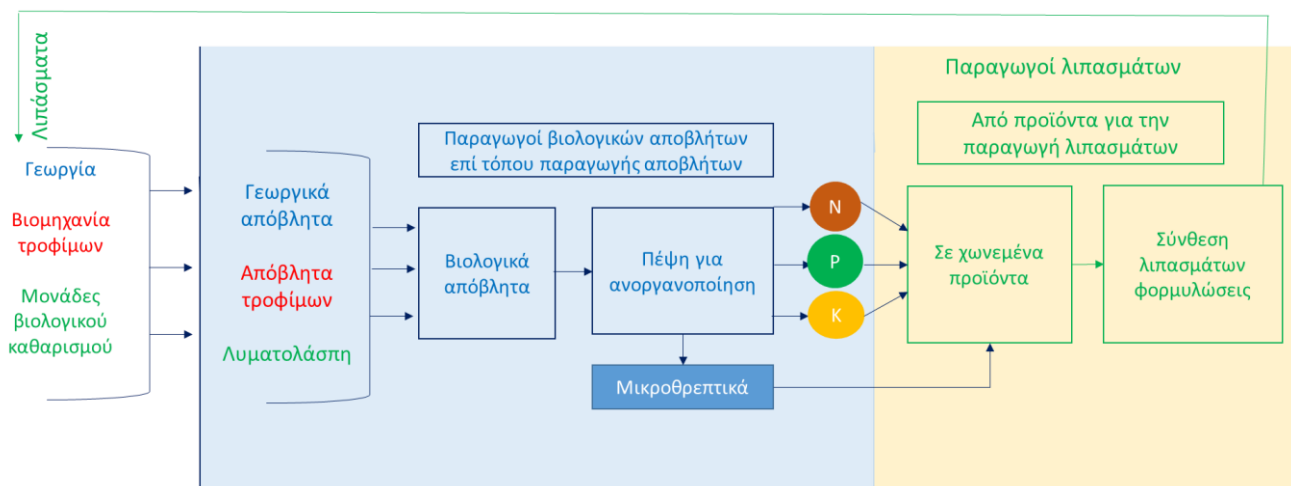 Λιπάσματα
Γεωργία
Βιομηχανία
τροφίμων
Μονάδες
βιολογικού
καθαρισμού
Γεωργικά
απόβλητα
Απόβλητα
τροφίμων
Λυματολάσπη
Παραγωγοί βιολογικών αποβλήτων
επί τόπου παραγωγής αποβλήτων
Βιολογικά
απόβλητα
Πέψη για
ανοργανοποίηση
N
P
K
Μικροθρεπτικά
Παραγωγοί λιπασμάτων
Από προϊόντα για την
παραγωγή λιπασμάτων
Σε χωνεμένα
προϊόντα
Σύνθεση
λιπασμάτων
φορμυλώσεις